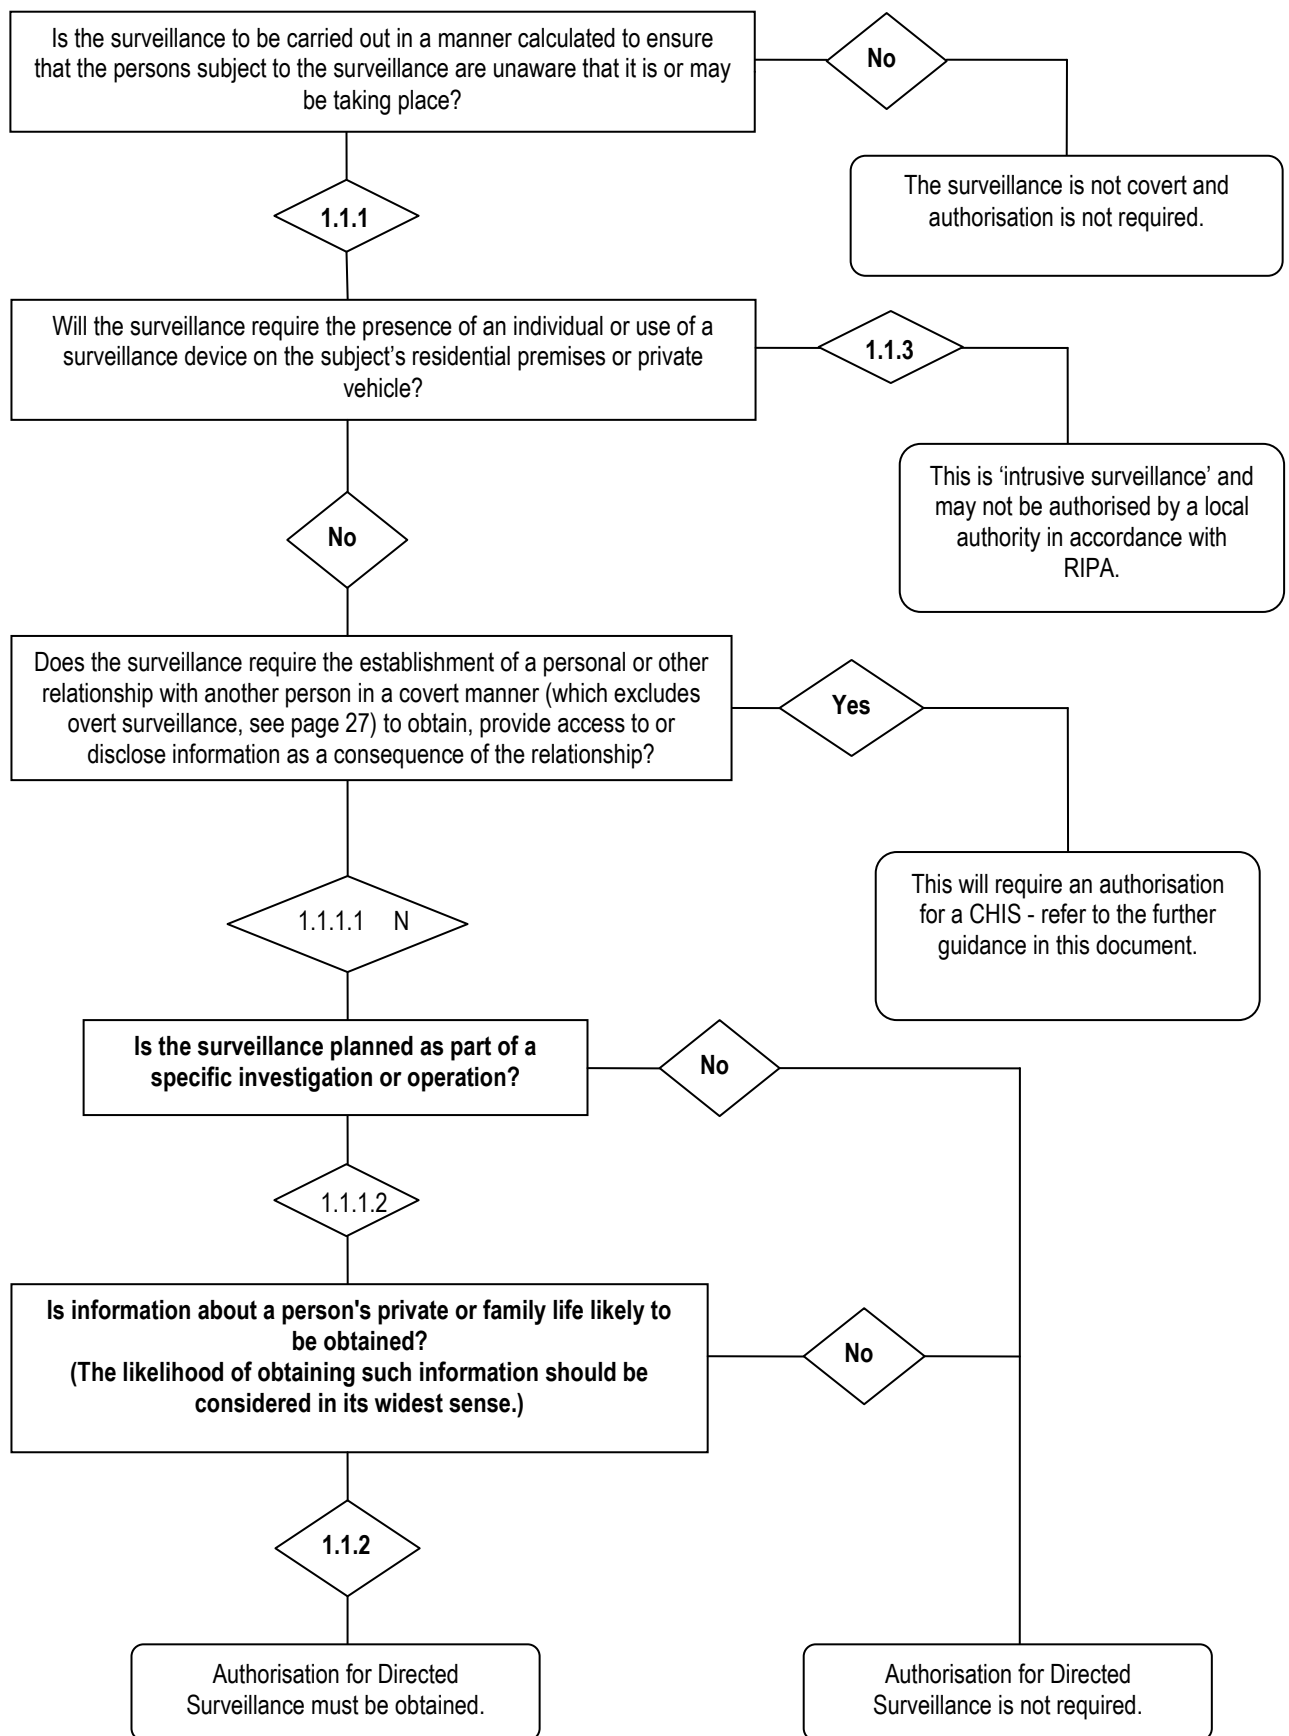 Is the surveillance to be carried out in a manner calculated to ensure
that the persons subject to the surveillance are unaware that it is or may
be taking place?
No
The surveillance is not covert and
authorisation is not required.
1.1.1
Will the surveillance require the presence of an individual or use of a
surveillance device on the subject’s residential premises or private
vehicle?
1.1.3
This is ‘intrusive surveillance’ and
may not be authorised by a local
authority in accordance with
RIPA.
No
Does the surveillance require the establishment of a personal or other
relationship with another person in a covert manner (which excludes
overt surveillance, see page 27) to obtain, provide access to or
disclose information as a consequence of the relationship?
Yes
This will require an authorisation
for a CHIS - refer to the further
guidance in this document.
1.1.1.1 N
Is the surveillance planned as part of a
specific investigation or operation?
No
1.1.1.2
Is information about a person's private or family life likely to
be obtained?
(The likelihood of obtaining such information should be
considered in its widest sense.)
No
1.1.2
Authorisation for Directed
Surveillance must be obtained.
Authorisation for Directed
Surveillance is not required.